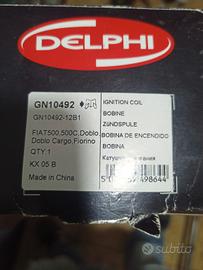 DELPHI
GN10492
GN10492-12B1
FIAT500,500C,Doblo
Doblo Cargo,Fiorino
QTY:1
KX 05 B
Made in China
IGNITION COIL
BOBINE
ZÜNDSPULE
BOBINA DE ENCENDIDO
BOBINA
498644
subito